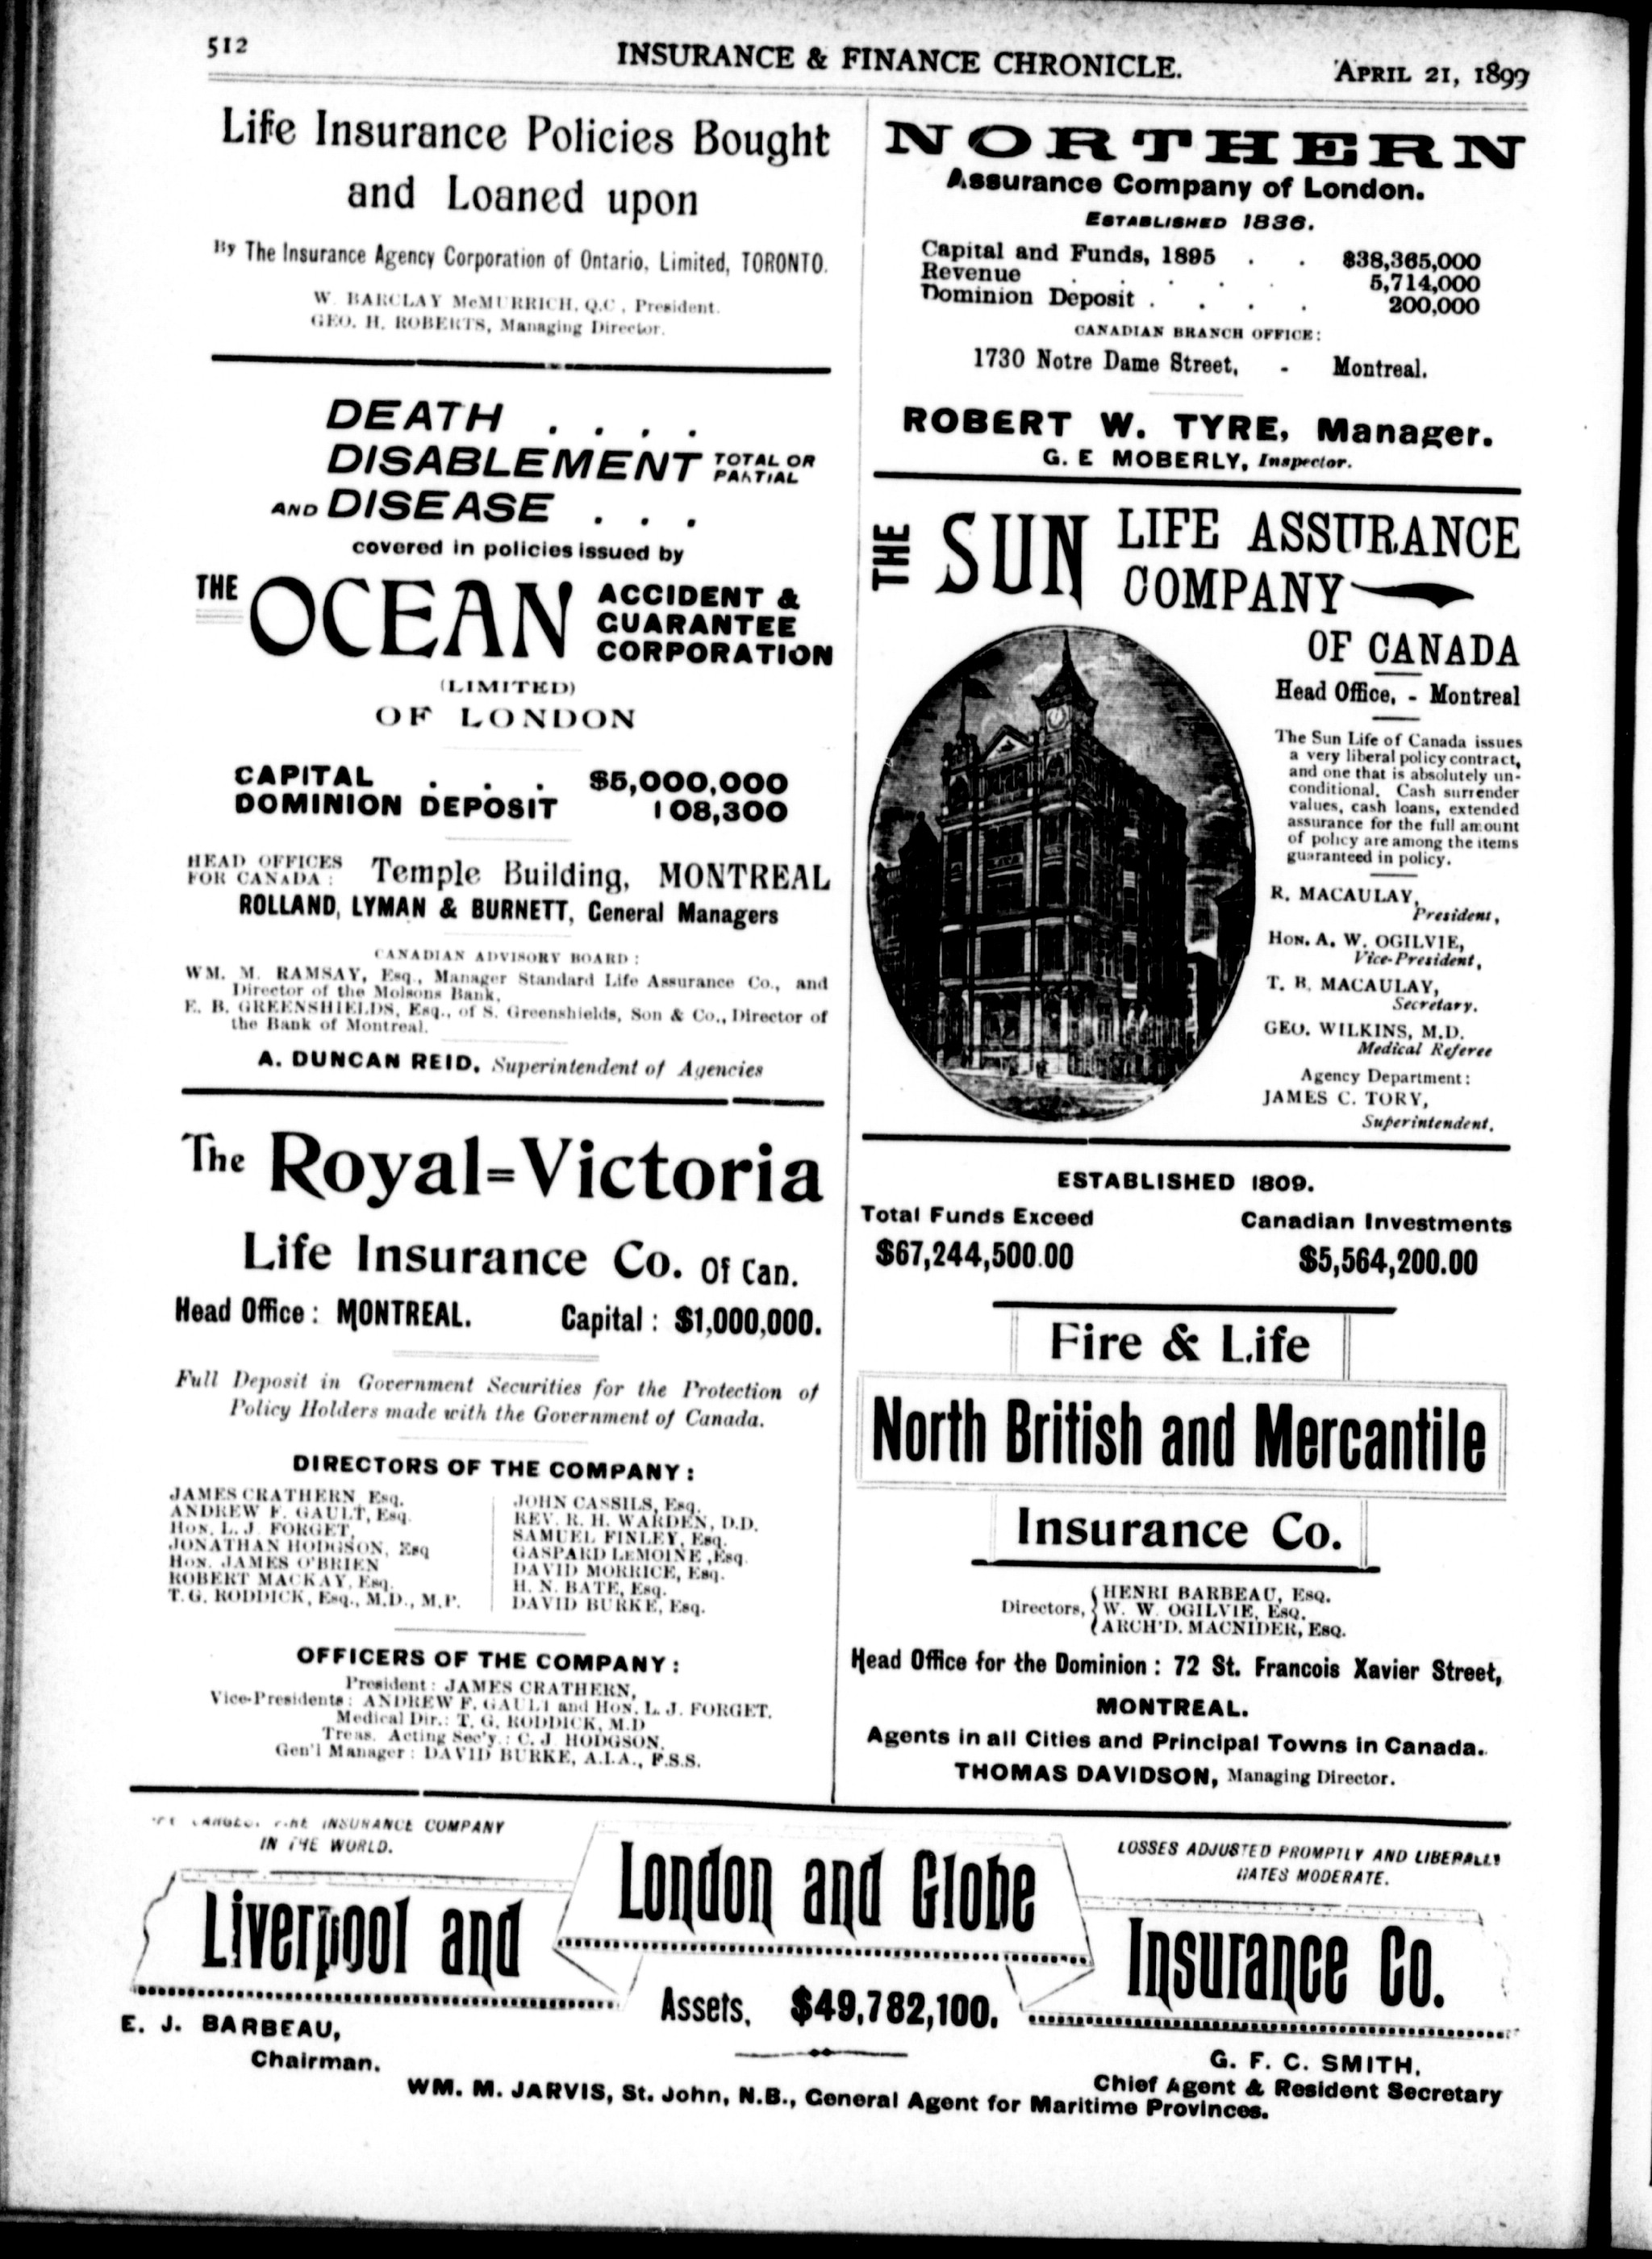 512
INSURANCE & FINANCE CHRONICLE.
APRIL 21, 1899
Life Insurance Policies Bought
and Loaned upon
By The Insurance Agency Corporation of Ontario, Limited, TORONTO.
W. BARCLAY McMURRICH, Q.C., President.
GEO. H. ROBERTS, Managing Director.
DEATH . . . .
DISABLEMENT TOTAL OR PARTIAL
AND DISEASE . . .
covered in policies issued by
THE OCEAN ACCIDENT &
GUARANTEE
CORPORATION
(LIMITED)
OF LONDON
CAPITAL . . . $5,000,000
DOMINION DEPOSIT 108,300
HEAD OFFICES FOR CANADA: Temple Building, MONTREAL
ROLLAND, LYMAN & BURNETT, General Managers
CANADIAN ADVISORY BOARD:
WM. M. RAMSAY, Esq., Manager Standard Life Assurance Co., and
Director of the Molsons Bank.
E. B. GREENSHIELDS, Esq., of S. Greenshields, Son & Co., Director of
the Bank of Montreal.
A. DUNCAN REID, Superintendent of Agencies
The Royal=Victoria
Life Insurance Co. Of Can.
Head Office: MONTREAL. Capital: $1,000,000.
Full Deposit in Government Securities for the Protection of
Policy Holders made with the Government of Canada.
DIRECTORS OF THE COMPANY:
JAMES CRATHERN, Esq.
ANDREW F. GAULT, Esq.
HON. L. J. FORGET,
JONATHAN HODGSON, Esq
HON. JAMES O'BRIEN
ROBERT MACKAY, Esq.
T. G. RODDICK, Esq., M.D., M.P.
JOHN CASSILS, Esq.
REV. R. H. WARDEN, D.D.
SAMUEL FINLEY, Esq.
GASPARD LEMOINE, Esq.
DAVID MORRICE, Esq.
H. N. BATE, Esq.
DAVID BURKE, Esq.
OFFICERS OF THE COMPANY:
President: JAMES CRATHERN,
Vice-Presidents: ANDREW F. GAULT and HON. L. J. FORGET.
Medical Dir.: T. G. RODDICK, M.D
Treas. Acting Sec'y.: C. J HODGSON.
Gen'l Manager: DAVID BURKE, A.I.A., F.S.S.
NORTHERN
Assurance Company of London.
ESTABLISHED 1836.
Capital and Funds, 1895 . . $38,365,000
Revenue . . . . 5,714,000
Dominion Deposit . . . . 200,000
CANADIAN BRANCH OFFICE:
1730 Notre Dame Street, - Montreal.
ROBERT W. TYRE, Manager.
G. E MOBERLY, Inspector.
THE SUN LIFE ASSURANCE
COMPANY
OF CANADA
Head Office, - Montreal
The Sun Life of Canada issues
a very liberal policy contract,
and one that is absolutely un-
conditional. Cash surrender
values, cash loans, extended
assurance for the full amount
of policy are among the items
guaranteed in policy.
R. MACAULAY,
President,
HON. A. W. OGILVIE,
Vice-President,
T. B. MACAULAY,
Secretary.
GEO. WILKINS, M.D.
Medical Referee
Agency Department:
JAMES C. TORY,
Superintendent.
ESTABLISHED 1809.
Total Funds Exceed Canadian Investments
$67,244,500.00 $5,564,200.00
Fire & Life
North British and Mercantile
Insurance Co.
Directors,
HENRI BARBEAU, ESQ.
W. W. OGILVIE, ESQ.
ARCH'D. MACNIDER, ESQ.
Head Office for the Dominion: 72 St. Francois Xavier Street,
MONTREAL.
Agents in all Cities and Principal Towns in Canada.
THOMAS DAVIDSON, Managing Director.
INSURANCE COMPANY
IN THE WORLD.
LOSSES ADJUSTED PROMPTLY AND LIBERALLY
RATES MODERATE.
Liverpool and London and Globe Insurance Co.
Assets, $49,782,100.
E. J. BARBEAU,
Chairman.
G. F. C. SMITH,
Chief Agent & Resident Secretary
WM. M. JARVIS, St. John, N.B., General Agent for Maritime Provinces.